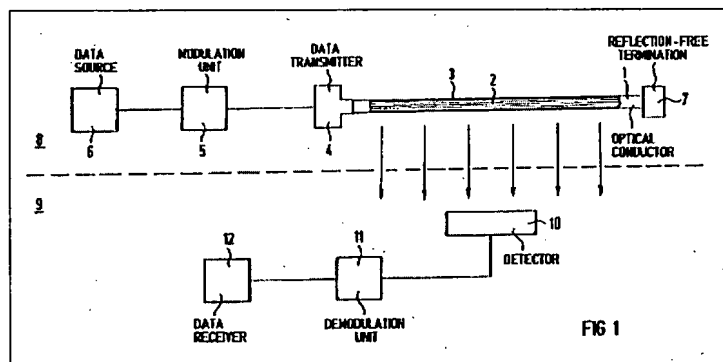 DATA
SOURCE
6
MODULATION
UNIT
5
DATA
TRANSMITTER
4
3
2
REFLECTION-FREE
TERMINATION
1
7
OPTICAL
CONDUCTOR
8
9
12
DATA
RECEIVER
11
DEMODULATION
UNIT
10
DETECTOR
FIG 1